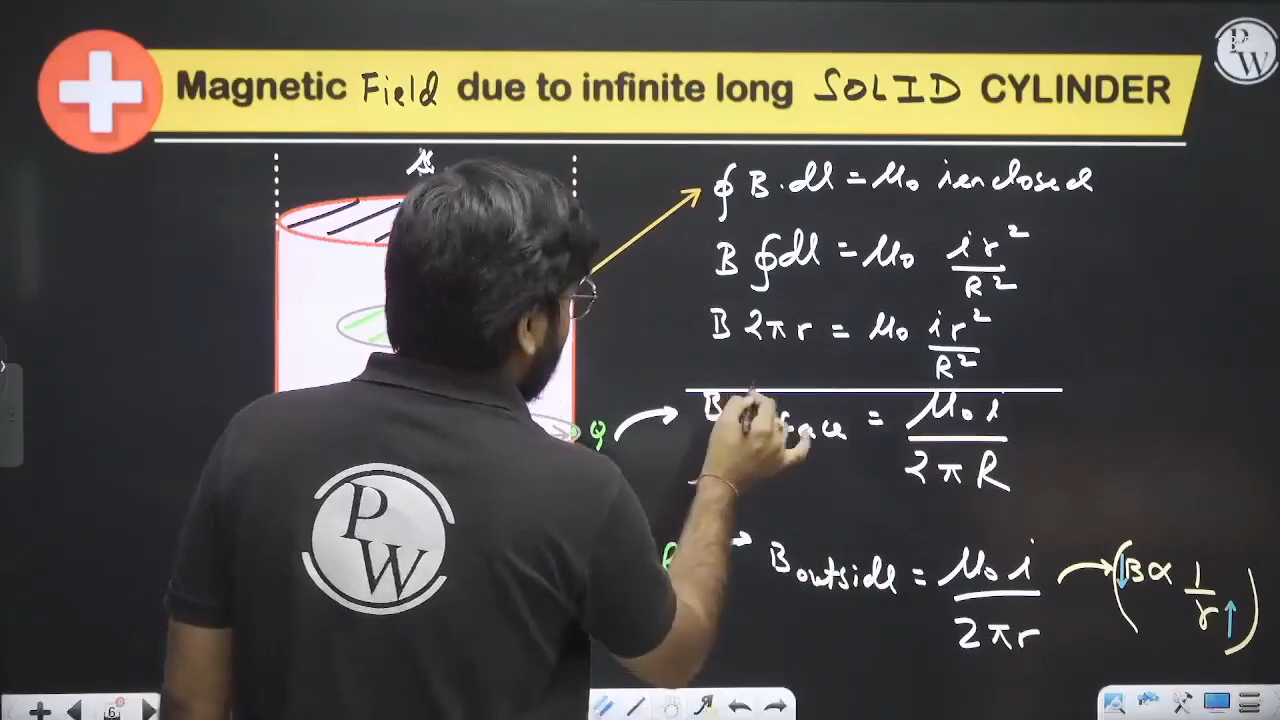 Magnetic Field due to infinite long SOLID CYLINDER
∮ B.dl = μ₀ ienclosed
B ∮dl = μ₀ ir²/R²
B 2πr = μ₀ ir²/R²
Q
B = μ₀i/2πR
Boutside = μ₀i/2πr
(↓B ∝ 1/r↑)
PW